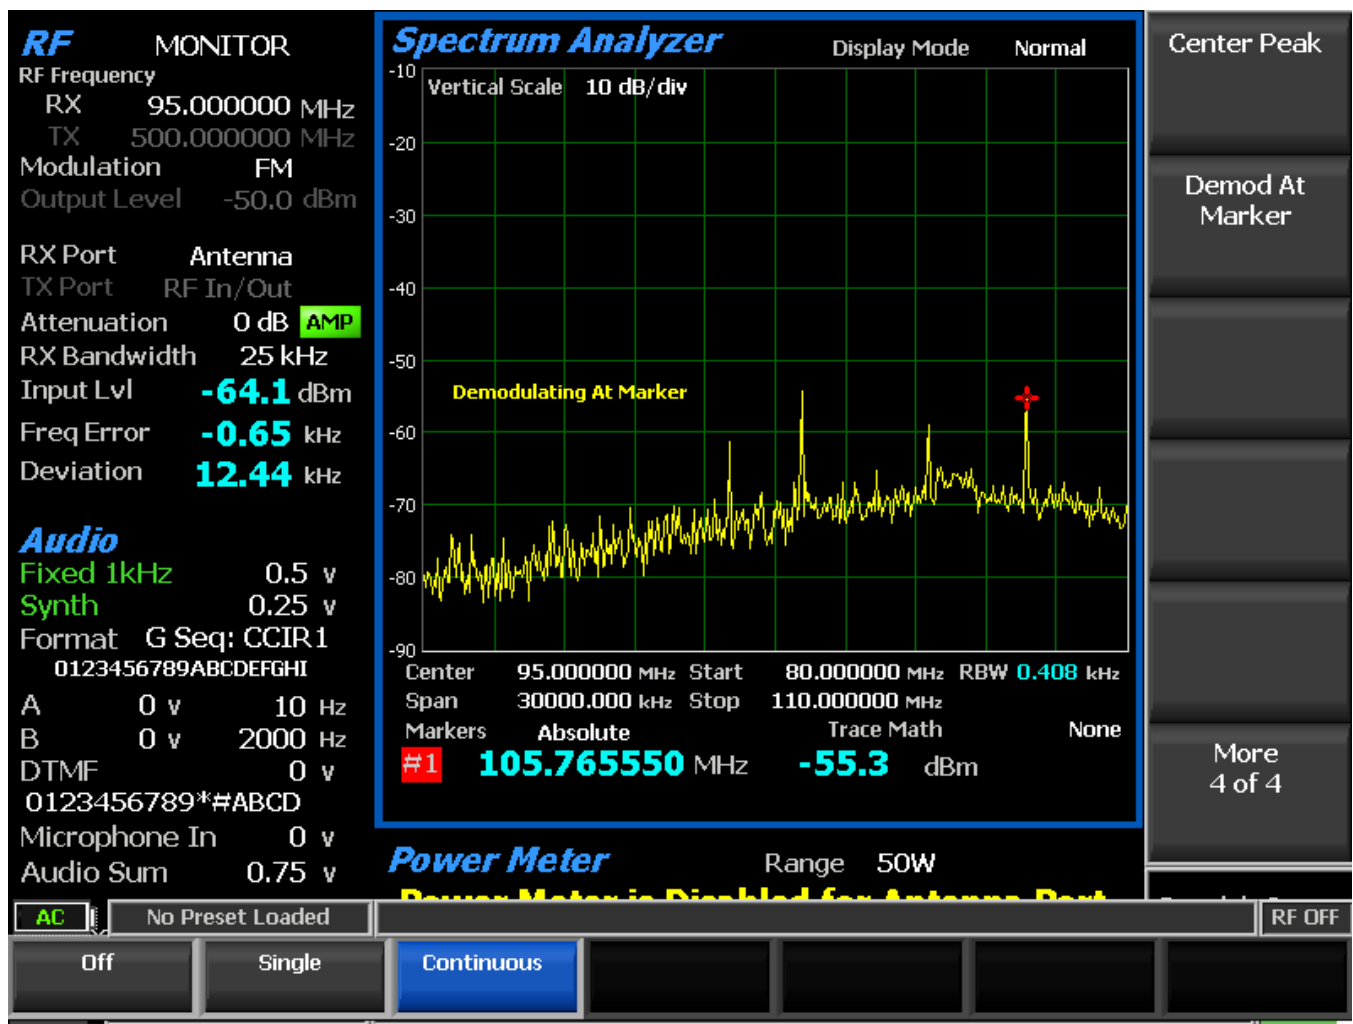 RF MONITOR
RF Frequency
RX 95.000000 MHz
TX 500.000000 MHz
Modulation FM
Output Level -50.0 dBm
RX Port Antenna
TX Port RF In/Out
Attenuation 0 dB AMP
RX Bandwidth 25 kHz
Input Lvl -64.1 dBm
Freq Error -0.65 kHz
Deviation 12.44 kHz
Audio
Fixed 1kHz 0.5 v
Synth 0.25 v
Format G Seq: CCIR1
0123456789ABCDEFGHI
A 0 v 10 Hz
B 0 v 2000 Hz
DTMF 0 v
0123456789*#ABCD
Microphone In 0 v
Audio Sum 0.75 v
Spectrum Analyzer Display Mode Normal
Vertical Scale 10 dB/div
-10
-20
-30
-40
-50
-60
-70
-80
-90
Demodulating At Marker
Center 95.000000 MHz Start 80.000000 MHz RBW 0.408 kHz
Span 30000.000 kHz Stop 110.000000 MHz
Markers Absolute Trace Math None
#1 105.765550 MHz -55.3 dBm
Power Meter Range 50W
Power Meter is Disabled for Antenna Port
Center Peak
Demod At
Marker
More
4 of 4
AC No Preset Loaded RF OFF
Off Single Continuous